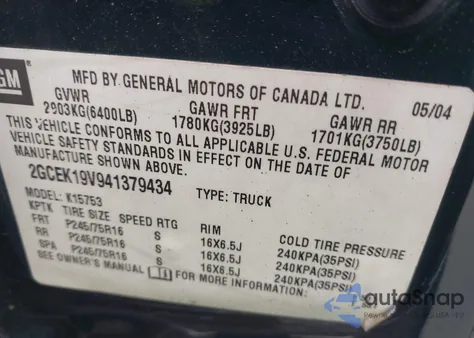 GM
MFD BY GENERAL MOTORS OF CANADA LTD. 05/04
GVWR GAWR FRT GAWR RR
2903KG(6400LB) 1780KG(3925LB) 1701KG(3750LB)
THIS VEHICLE CONFORMS TO ALL APPLICABLE U.S. FEDERAL MOTOR
VEHICLE SAFETY STANDARDS IN EFFECT ON THE DATE OF
MANUFACTURE SHOWN ABOVE.
2GCEK19V941379434 TYPE: TRUCK
MODEL: K15753
KPTK TIRE SIZE SPEED RTG RIM COLD TIRE PRESSURE
FRT P245/75R16 S 16X6.5J 240KPA(35PSI)
RR P245/75R16 S 16X6.5J 240KPA(35PSI)
SPA P245/75R16 S 16X6.5J 240KPA(35PSI)
SEE OWNER'S MANUAL FOR ADDITIONAL INFORMATION.
autoSnap